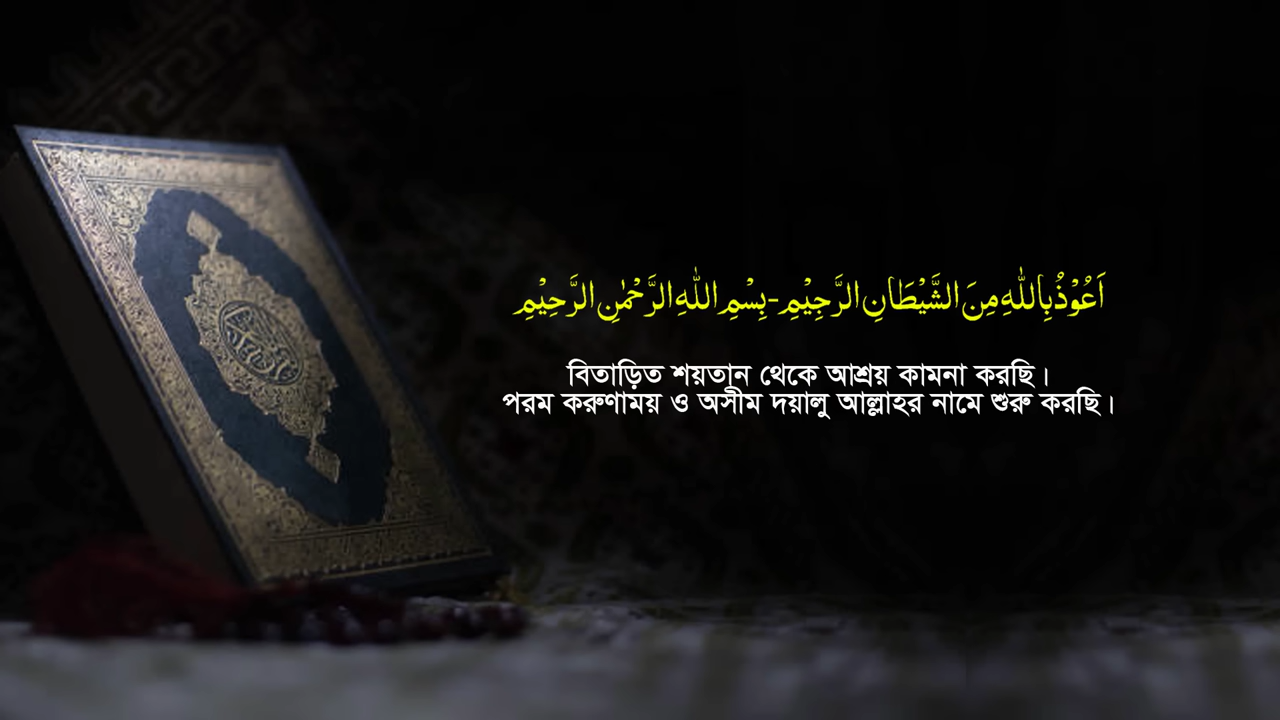 اَعُوْذُ بِاللّٰهِ مِنَ الشَّيْطَانِ الرَّجِيْمِ-بِسْمِ اللّٰهِ الرَّحْمٰنِ الرَّحِيْمِ
বিতাড়িত শয়তান থেকে আশ্রয় কামনা করছি।
পরম করুণাময় ও অসীম দয়ালু আল্লাহর নামে শুরু করছি।